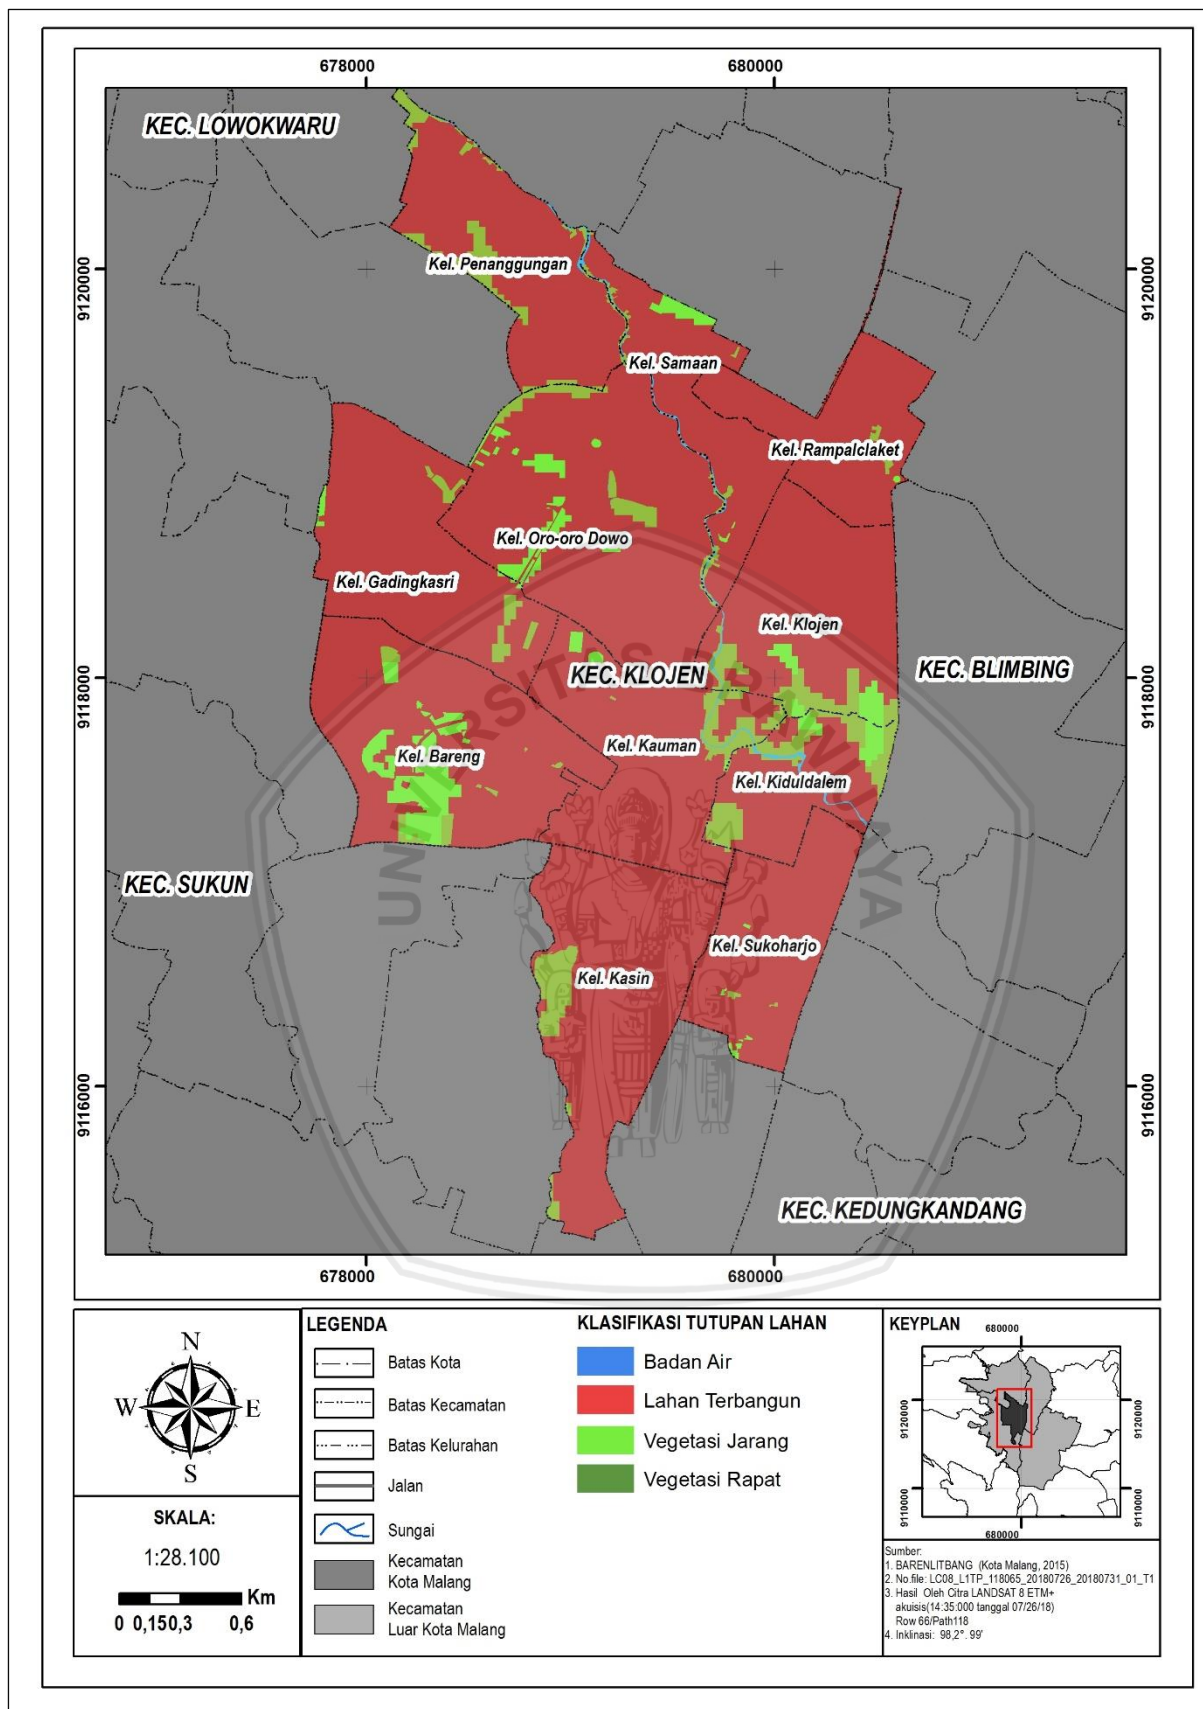 678000
680000
KEC. LOWOKWARU
9120000
Kel. Penanggungan
9120000
Kel. Samaan
Kel. Rampalclaket
Kel. Oro-oro Dowo
Kel. Gadingkasri
Kel. Klojen
KEC. KLOJEN
KEC. BLIMBING
9118000
9118000
Kel. Kauman
Kel. Bareng
Kel. Kiduldalem
KEC. SUKUN
Kel. Sukoharjo
Kel. Kasin
9116000
9116000
KEC. KEDUNGKANDANG
UNIVERSITAS BRAWIJAYA
678000
680000
N
W
E
S
SKALA:
1:28.100
Km
0 0,150,3 0,6
LEGENDA
Batas Kota
Batas Kecamatan
Batas Kelurahan
Jalan
Sungai
Kecamatan
Kota Malang
Kecamatan
Luar Kota Malang
KLASIFIKASI TUTUPAN LAHAN
Badan Air
Lahan Terbangun
Vegetasi Jarang
Vegetasi Rapat
KEYPLAN
680000
9120000
9120000
9110000
9110000
680000
Sumber:
1. BARENLITBANG (Kota Malang, 2015)
2. No.file: LC08_L1TP_118065_20180726_20180731_01_T1
3. Hasil Oleh Citra LANDSAT 8 ETM+
akuisis(14:35:000 tanggal 07/26/18)
Row 66/Path118
4. Inklinasi: 98,2°. 99'